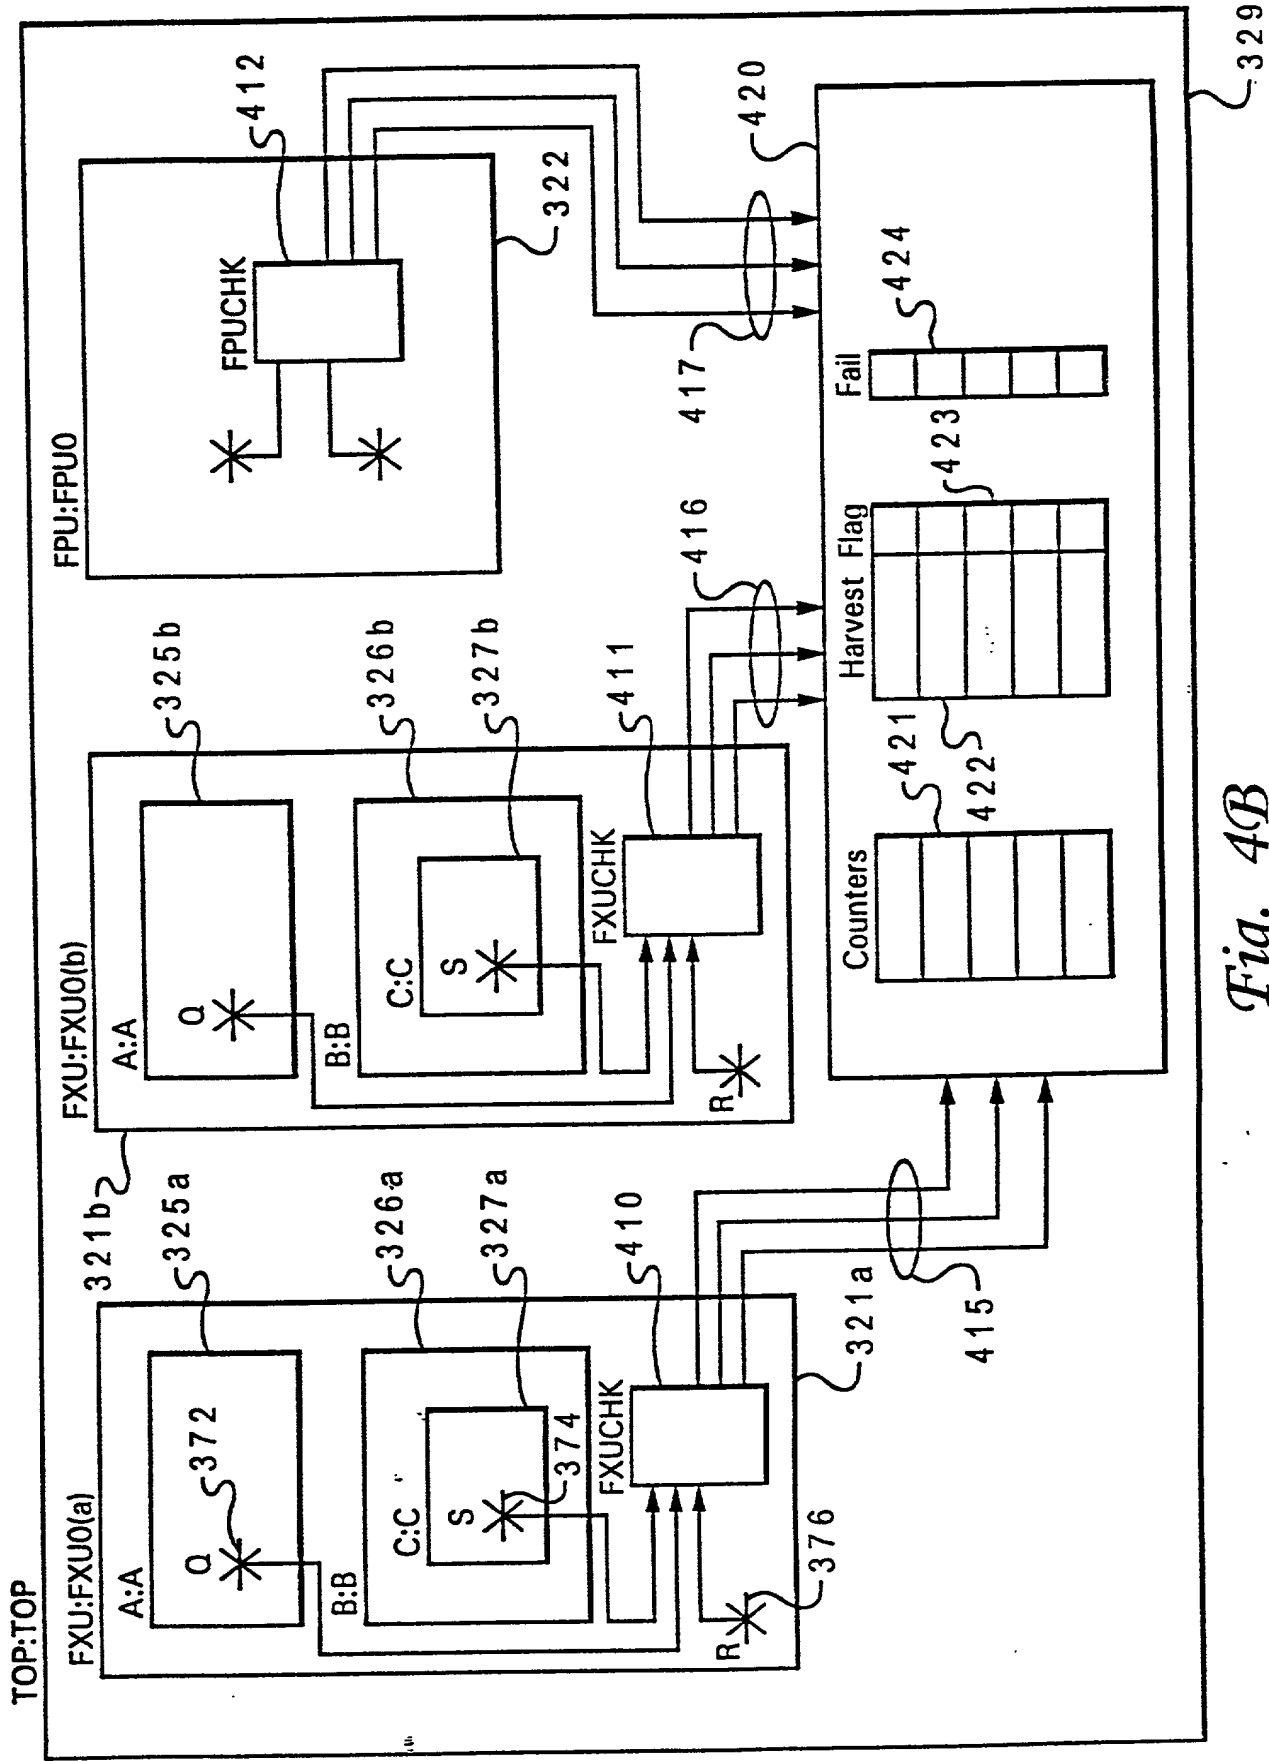 TOP:TOP
FXU:FXU0(a)
A:A
Q
372
325a
B:B
C:C
S
374
326a
327a
FXUCHK
410
R
376
321a
415
321b
FXU:FXU0(b)
A:A
Q
325b
B:B
C:C
S
326b
327b
FXUCHK
411
R
416
FPU:FPU0
FPUCHK
412
322
417
420
Counters
421
Harvest Flag
422
423
Fail
424
329
Fig. 4B